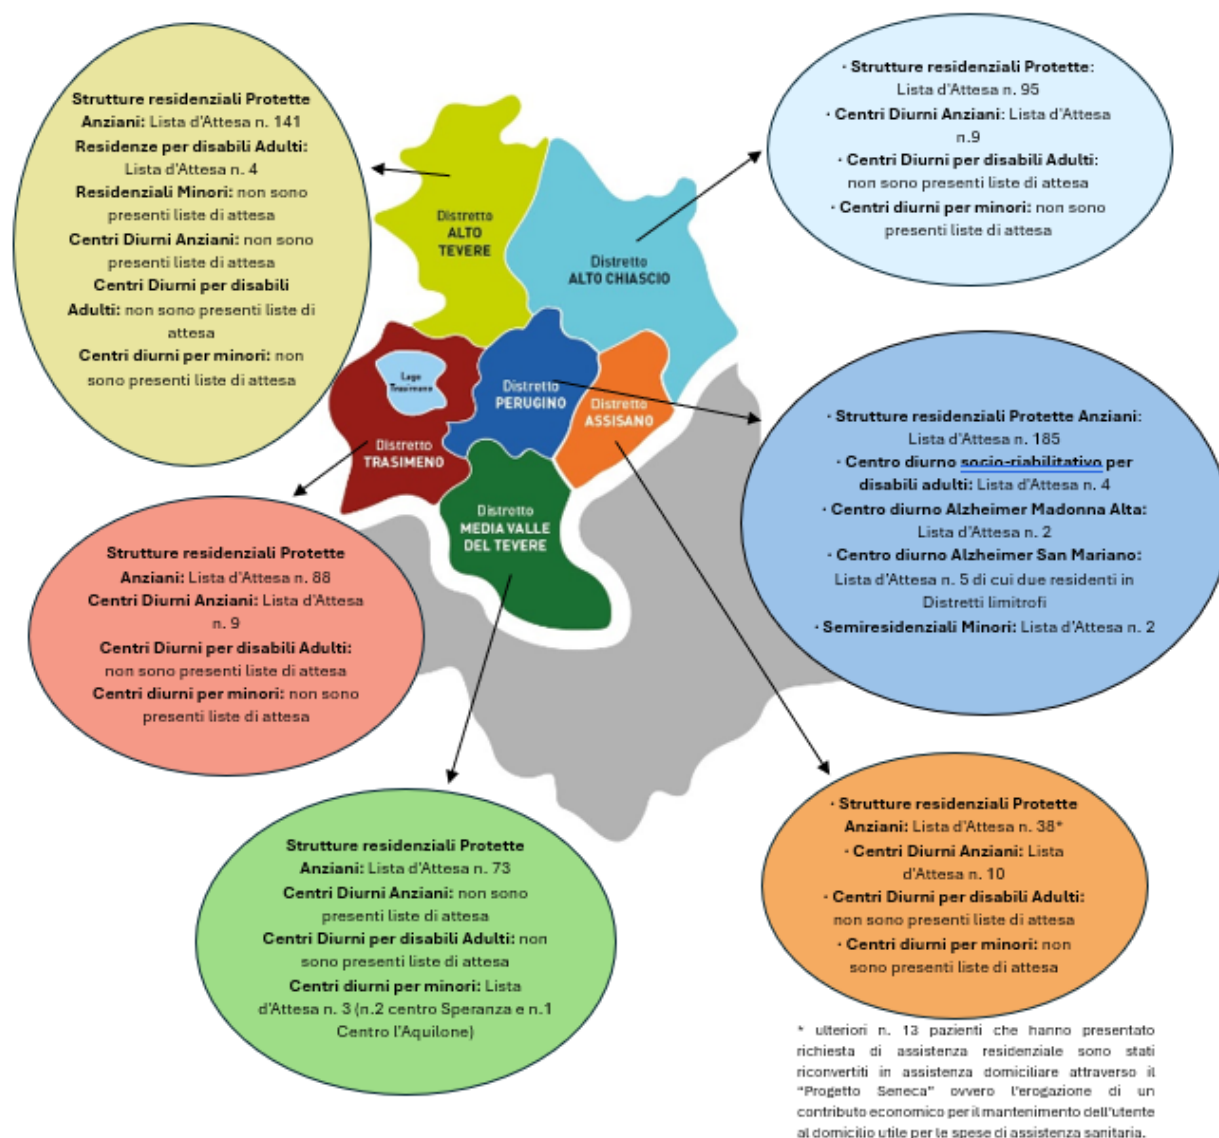 Strutture residenziali Protette
Anziani: Lista d'Attesa n. 141
Residenze per disabili Adulti:
Lista d'Attesa n. 4
Residenziali Minori: non sono
presenti liste di attesa
Centri Diurni Anziani: non sono
presenti liste di attesa
Centri Diurni per disabili
Adulti: non sono presenti liste di
attesa
Centri diurni per minori: non
sono presenti liste di attesa
· Strutture residenziali Protette:
Lista d'Attesa n. 95
· Centri Diurni Anziani: Lista d'Attesa
n.9
· Centri Diurni per disabili Adulti:
non sono presenti liste di attesa
· Centri diurni per minori: non sono
presenti liste di attesa
Distretto
ALTO
TEVERE
Distretto
ALTO CHIASCIO
Lago
Trasimeno
Distretto
PERUGINO
Distretto
ASSISANO
Distretto
TRASIMENO
Distretto
MEDIA VALLE
DEL TEVERE
· Strutture residenziali Protette Anziani:
Lista d'Attesa n. 185
· Centro diurno socio-riabilitativo per
disabili adulti: Lista d'Attesa n. 4
· Centro diurno Alzheimer Madonna Alta:
Lista d'Attesa n. 2
· Centro diurno Alzheimer San Mariano:
Lista d'Attesa n. 5 di cui due residenti in
Distretti limitrofi
· Semiresidenziali Minori: Lista d'Attesa n. 2
Strutture residenziali Protette
Anziani: Lista d'Attesa n. 88
Centri Diurni Anziani: Lista d'Attesa
n. 9
Centri Diurni per disabili Adulti:
non sono presenti liste di attesa
Centri diurni per minori: non sono
presenti liste di attesa
Strutture residenziali Protette
Anziani: Lista d'Attesa n. 73
Centri Diurni Anziani: non sono
presenti liste di attesa
Centri Diurni per disabili Adulti: non
sono presenti liste di attesa
Centri diurni per minori: Lista
d'Attesa n. 3 (n.2 centro Speranza e n.1
Centro l'Aquilone)
· Strutture residenziali Protette
Anziani: Lista d'Attesa n. 38*
· Centri Diurni Anziani: Lista
d'Attesa n. 10
· Centri Diurni per disabili Adulti:
non sono presenti liste di attesa
· Centri diurni per minori: non
sono presenti liste di attesa
* ulteriori n. 13 pazienti che hanno presentato
richiesta di assistenza residenziale sono stati
riconvertiti in assistenza domiciliare attraverso il
"Progetto Seneca" ovvero l'erogazione di un
contributo economico per il mantenimento dell'utente
al domicilio utile per le spese di assistenza sanitaria.